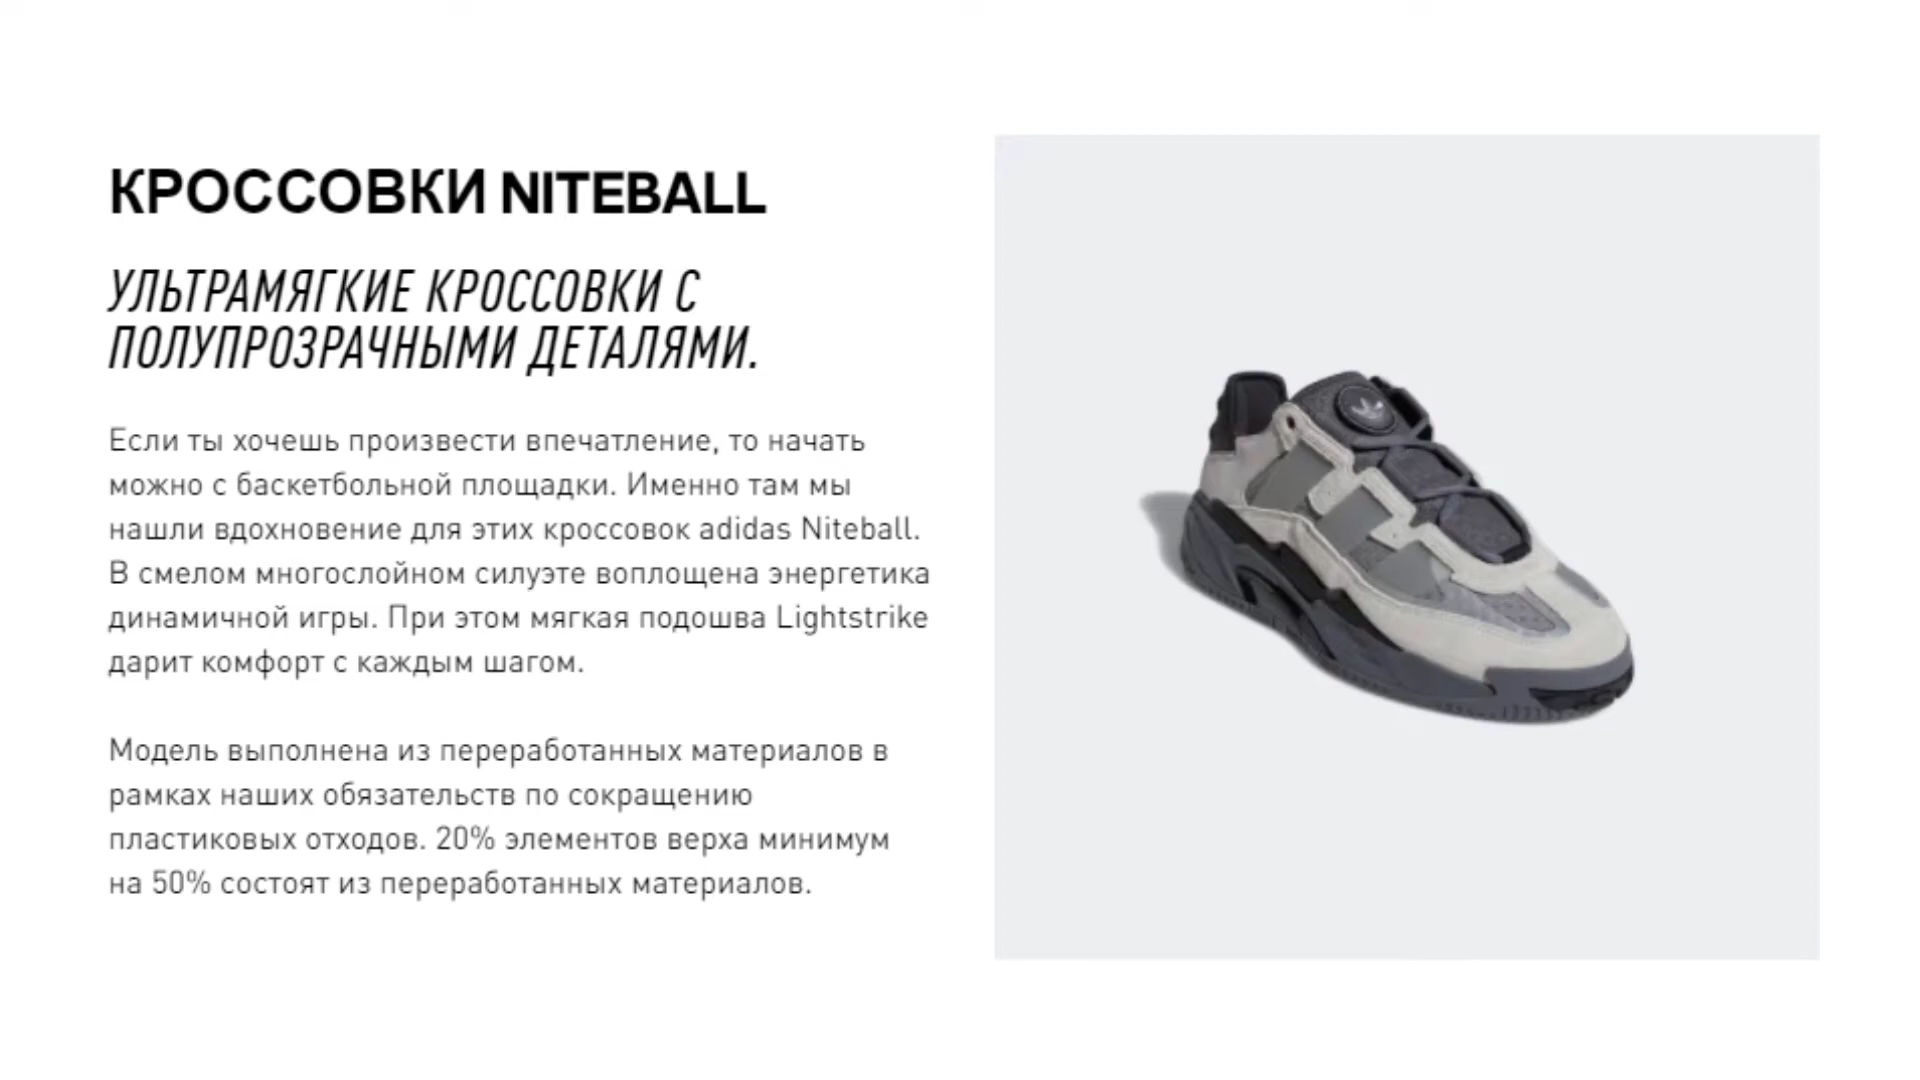 КРОССОВКИ NITEBALL
УЛЬТРАМЯГКИЕ КРОССОВКИ С
ПОЛУПРОЗРАЧНЫМИ ДЕТАЛЯМИ.
Если ты хочешь произвести впечатление, то начать
можно с баскетбольной площадки. Именно там мы
нашли вдохновение для этих кроссовок adidas Niteball.
В смелом многослойном силуэте воплощена энергетика
динамичной игры. При этом мягкая подошва Lightstrike
дарит комфорт с каждым шагом.
Модель выполнена из переработанных материалов в
рамках наших обязательств по сокращению
пластиковых отходов. 20% элементов верха минимум
на 50% состоят из переработанных материалов.